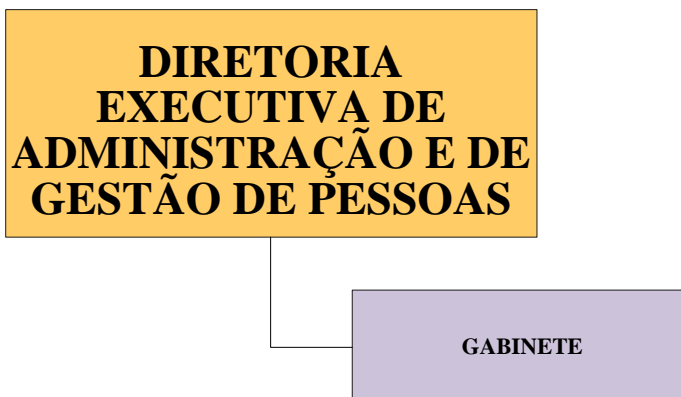 DIRETORIA
EXECUTIVA DE
ADMINISTRAÇÃO E DE
GESTÃO DE PESSOAS
GABINETE